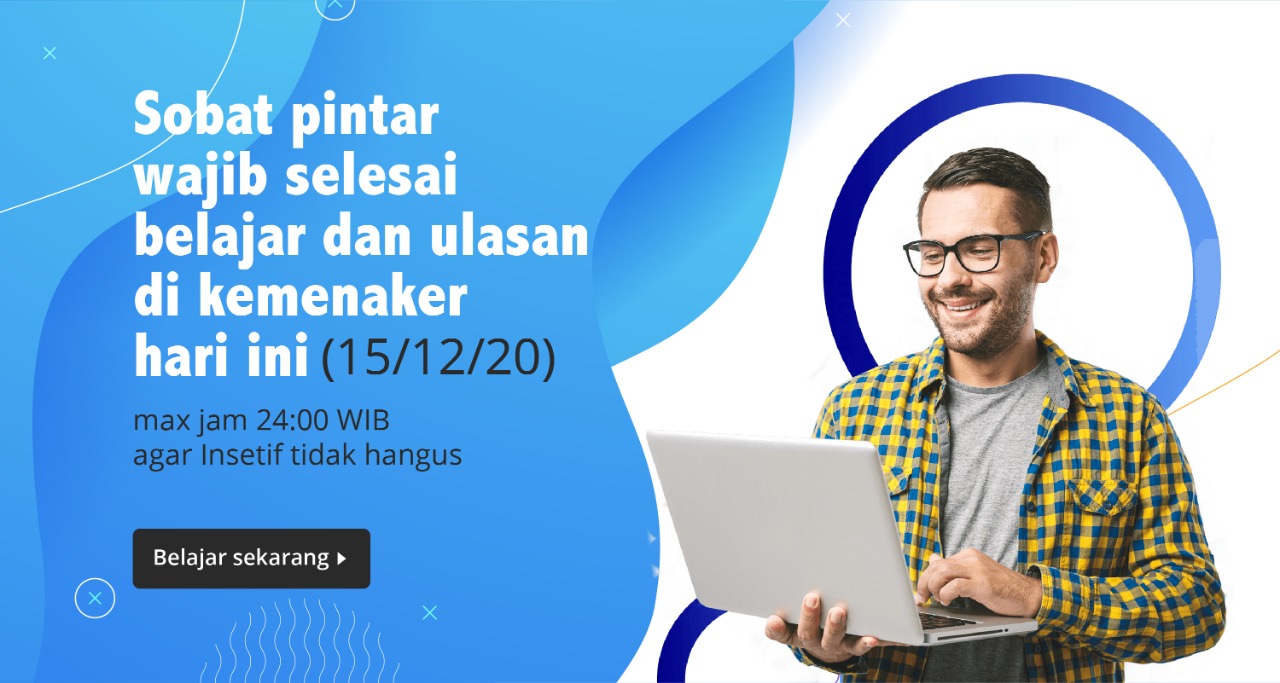 Sobat pintar
wajib selesai
belajar dan ulasan
di kemenaker
hari ini (15/12/20)
max jam 24:00 WIB
agar Insetif tidak hangus
Belajar sekarang